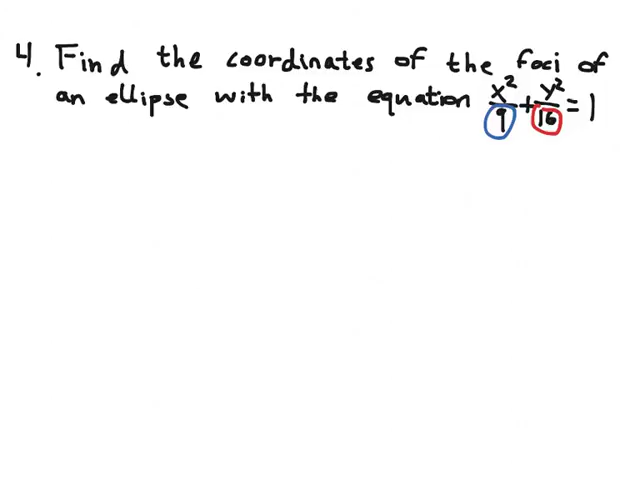 4. Find the coordinates of the foci of
an ellipse with the equation x²/9 + y²/16 = 1